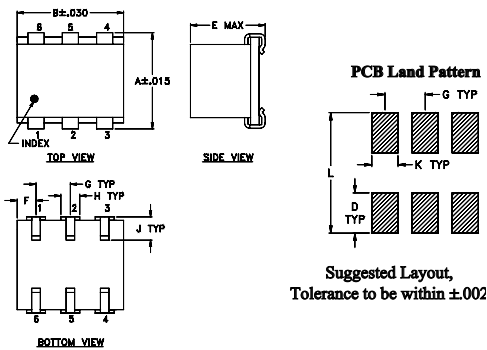 B±.030
6 5 4
A±.015
INDEX
1 2 3
TOP VIEW
E MAX
SIDE VIEW
PCB Land Pattern
G TYP
K TYP
L
D
TYP
Suggested Layout,
Tolerance to be within ±.002
G TYP
H TYP
F
1 2 3
J TYP
6 5 4
BOTTOM VIEW